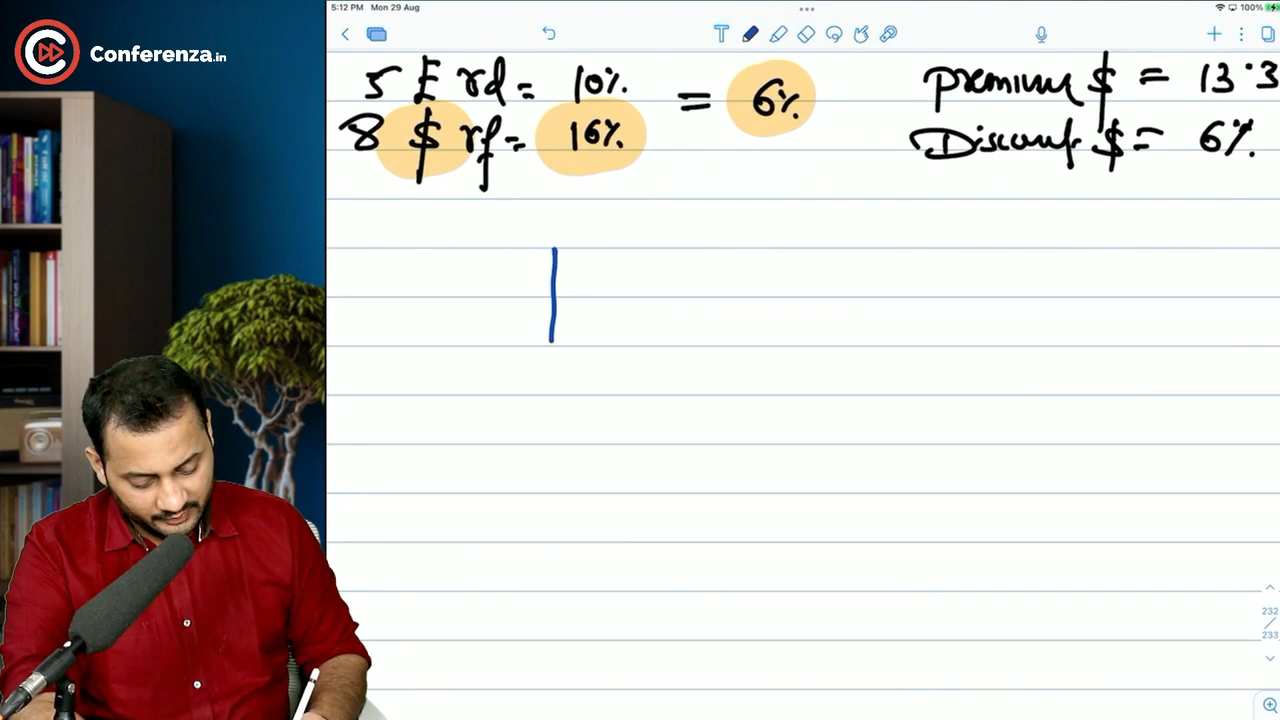 5:12 PM Mon 29 Aug
100%
Conferenza.in
5 £ rd = 10%
= 6%
8 $ rf = 16%
premium $ = 13.3
Discount $ = 6%
232
233